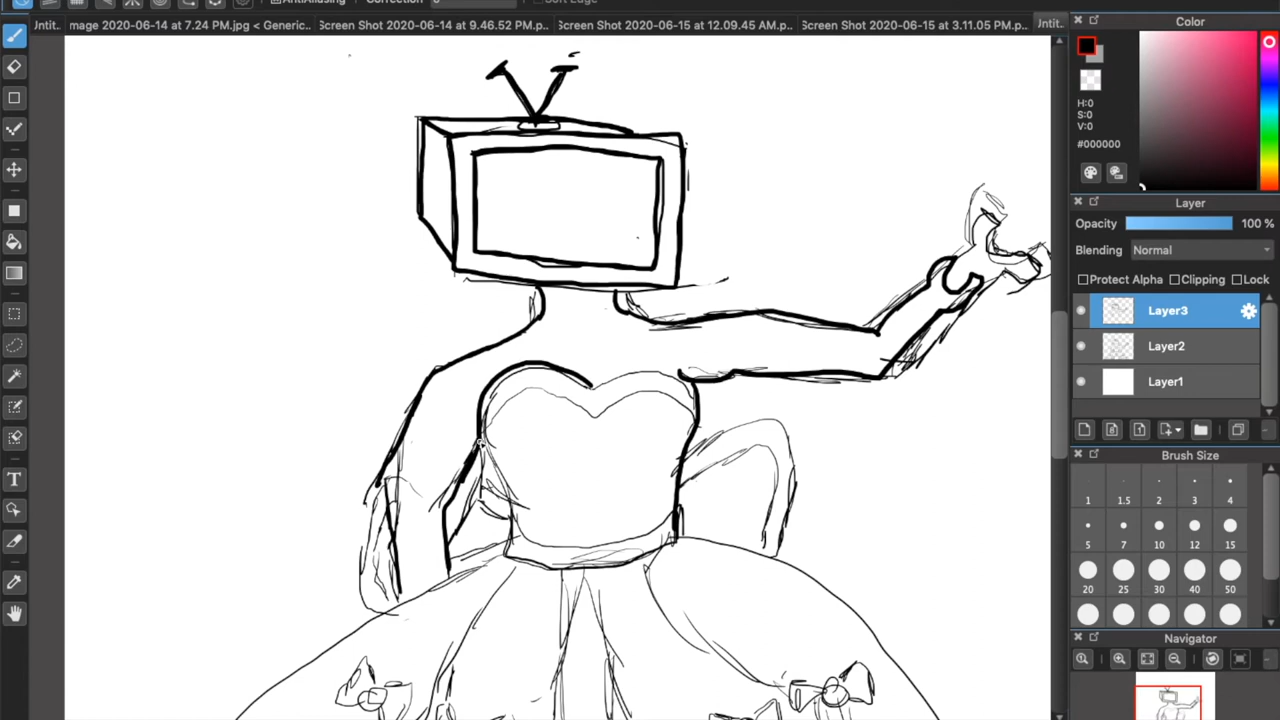 AntiAliasing Correction Soft Edge
Jntit.. mage 2020-06-14 at 7.24 PM.jpg < Generic.. Screen Shot 2020-06-14 at 9.46.52 PM.p.. Screen Shot 2020-06-15 at 12.09.45 AM.p.. Screen Shot 2020-06-15 at 3.11.05 PM.p.. Jntit..
Color
H:0
S:0
V:0
#000000
Layer
Opacity 100 %
Blending Normal
Protect Alpha Clipping Lock
Layer3
Layer2
Layer1
Brush Size
1 1.5 2 3 4
5 7 10 12 15
20 25 30 40 50
Navigator
T